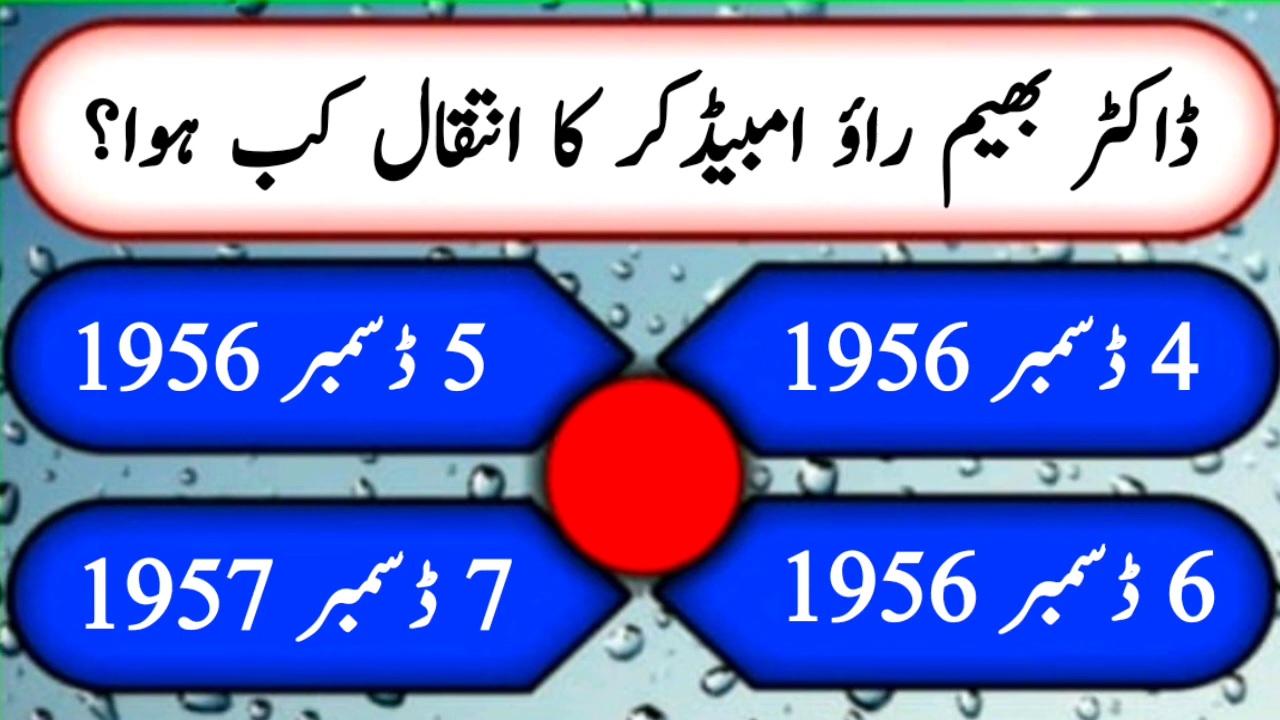 ڈاکٹر بھیم راؤ امبیڈکر کا انتقال کب ہوا؟
4 ڈسمبر 1956
5 ڈسمبر 1956
6 ڈسمبر 1956
7 ڈسمبر 1957